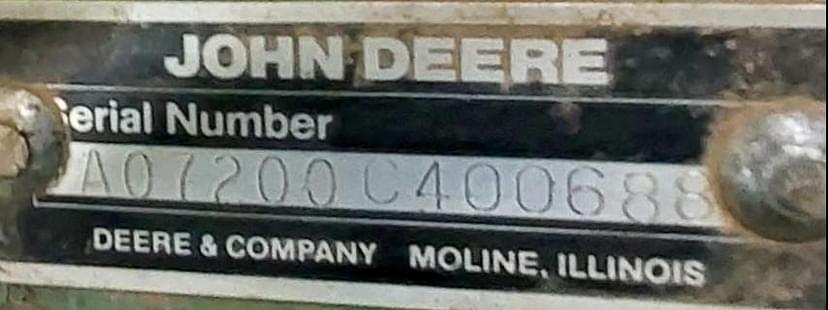 JOHN DEERE
Serial Number
A07200C400688
DEERE & COMPANY MOLINE, ILLINOIS